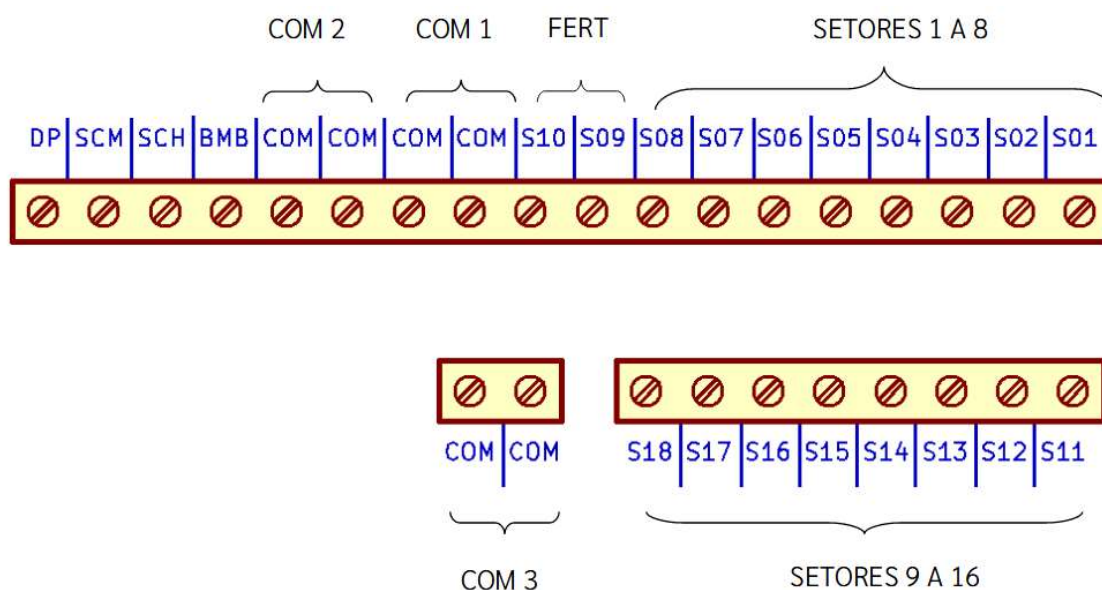 COM 2 COM 1 FERT SETORES 1 A 8
DP SCM SCH BMB COM COM COM COM S10 S09 S08 S07 S06 S05 S04 S03 S02 S01
COM COM S18 S17 S16 S15 S14 S13 S12 S11
COM 3 SETORES 9 A 16